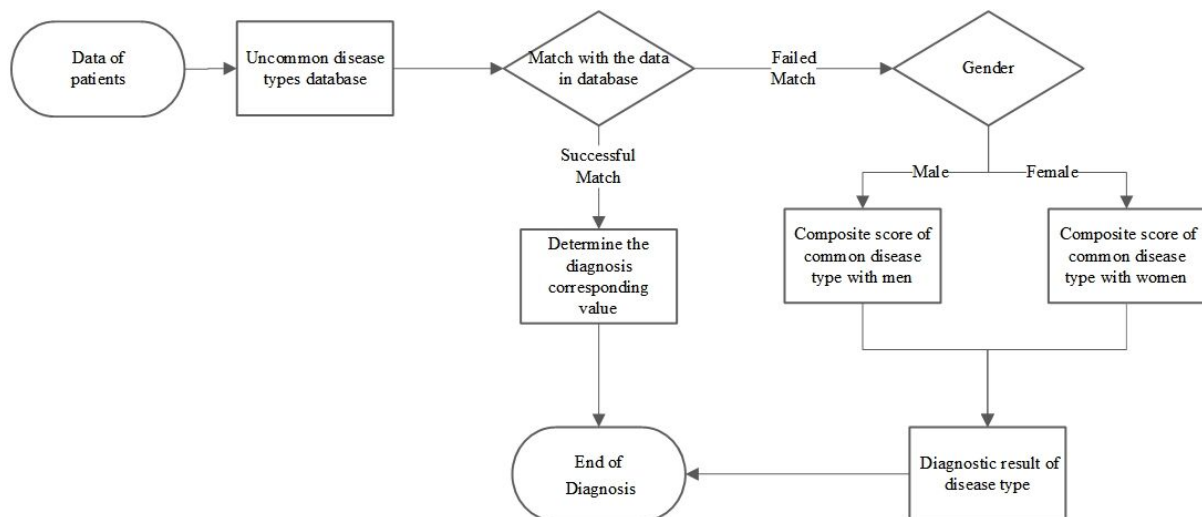 Data of
patients
Uncommon disease
types database
Match with the data
in database
Failed
Match
Gender
Successful
Match
Male
Female
Determine the
diagnosis
corresponding
value
Composite score of
common disease
type with men
Composite score of
common disease
type with women
End of
Diagnosis
Diagnostic result of
disease type